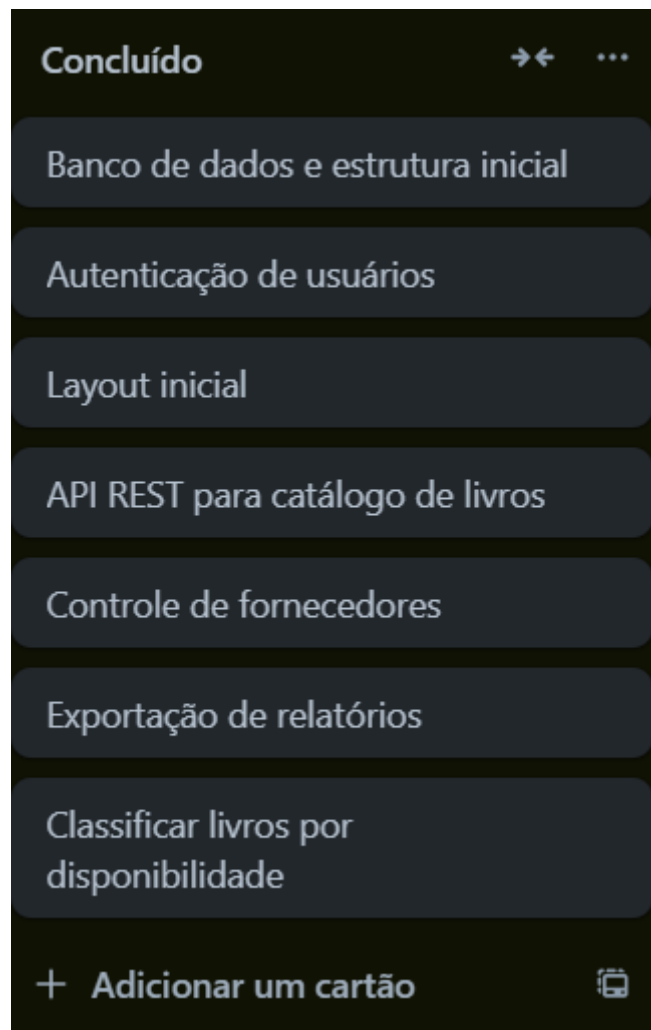 Concluído
Banco de dados e estrutura inicial
Autenticação de usuários
Layout inicial
API REST para catálogo de livros
Controle de fornecedores
Exportação de relatórios
Classificar livros por
disponibilidade
+ Adicionar um cartão